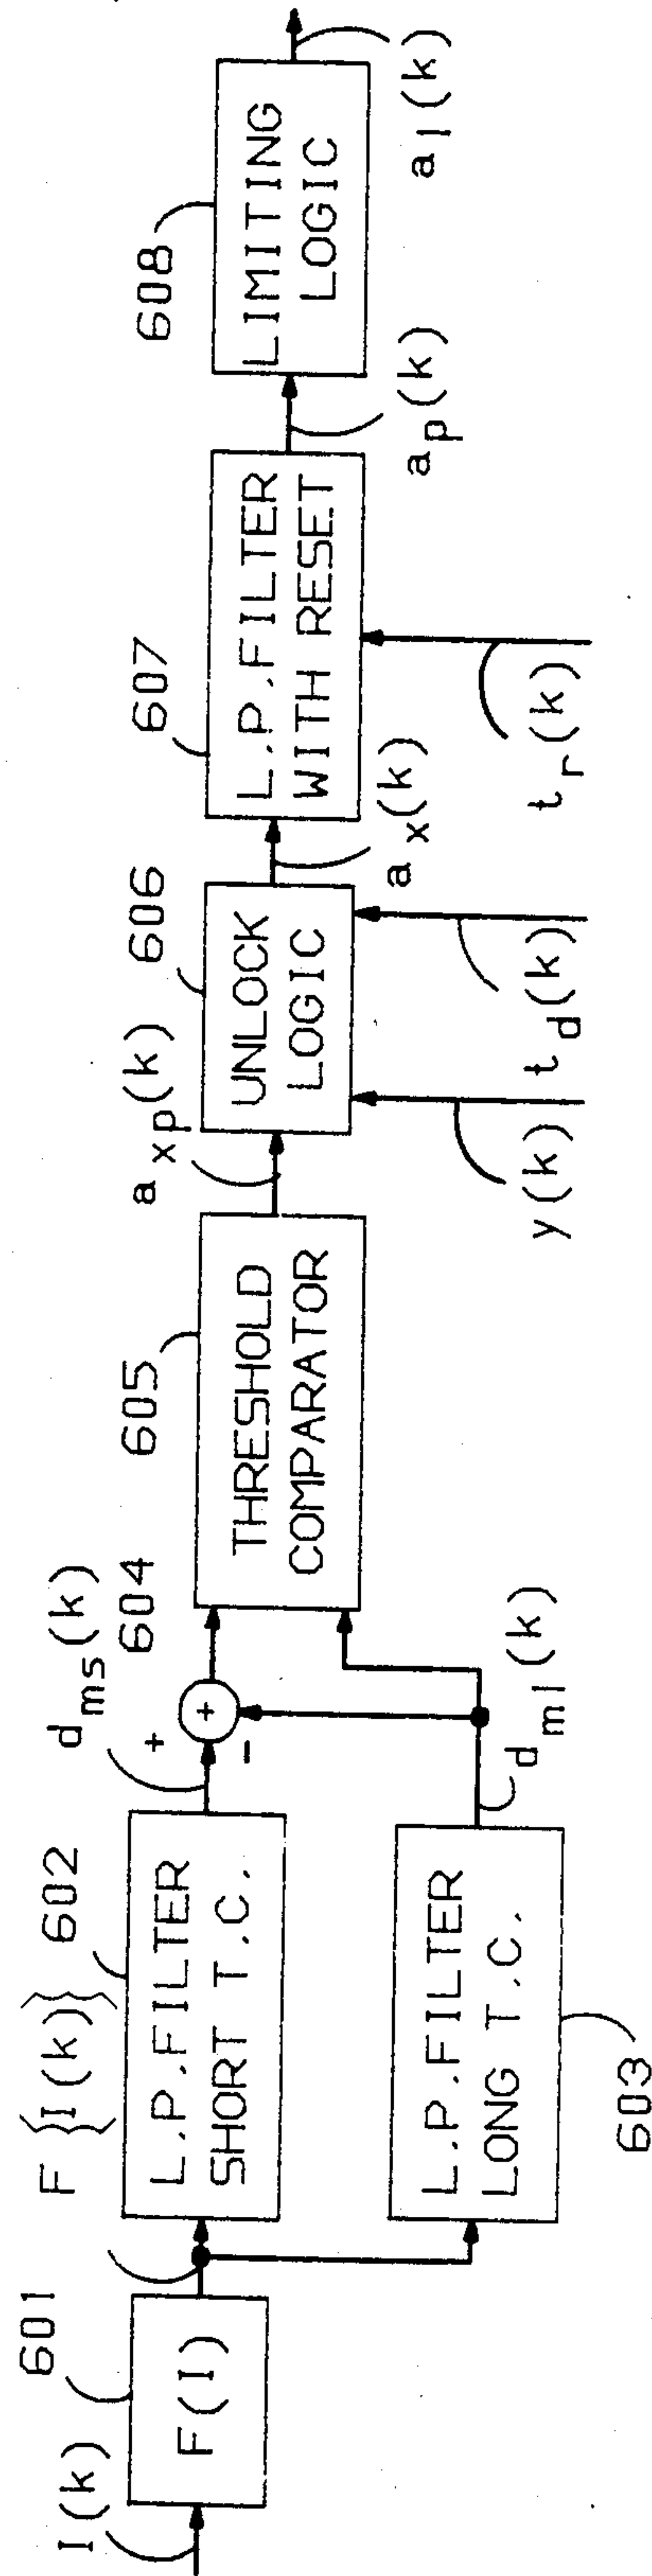 I(k)
601
F(I)
F {I(k)}
602
L.P.FILTER
SHORT T.C.
L.P.FILTER
LONG T.C.
603
d_ms(k)
604
+
+
-
d_ml(k)
605
THRESHOLD
COMPARATOR
a_xp(k)
606
UNLOCK
LOGIC
y(k)
t_d(k)
a_x(k)
607
L.P.FILTER
WITH RESET
t_r(k)
a_p(k)
608
LIMITING
LOGIC
a_l(k)